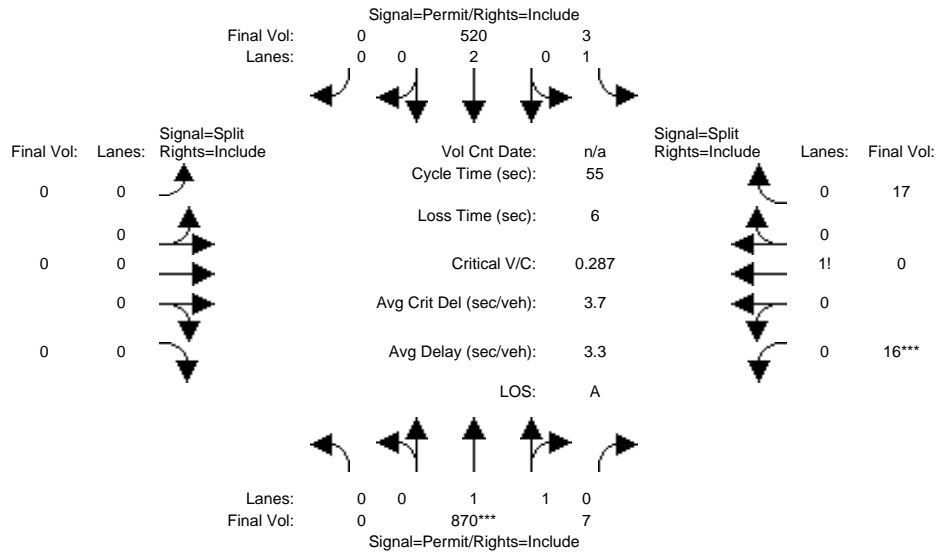 Signal=Permit/Rights=Include
Final Vol: 0 520 3
Lanes: 0 0 2 0 1
Signal=Split
Final Vol: Lanes: Rights=Include
Vol Cnt Date: n/a
Signal=Split
Rights=Include Lanes: Final Vol:
Cycle Time (sec): 55
0 0
0 17
Loss Time (sec): 6
0
0
0 0
Critical V/C: 0.287
1! 0
0
Avg Crit Del (sec/veh): 3.7
0
0 0
Avg Delay (sec/veh): 3.3
0 16***
LOS: A
Lanes: 0 0 1 1 0
Final Vol: 0 870*** 7
Signal=Permit/Rights=Include